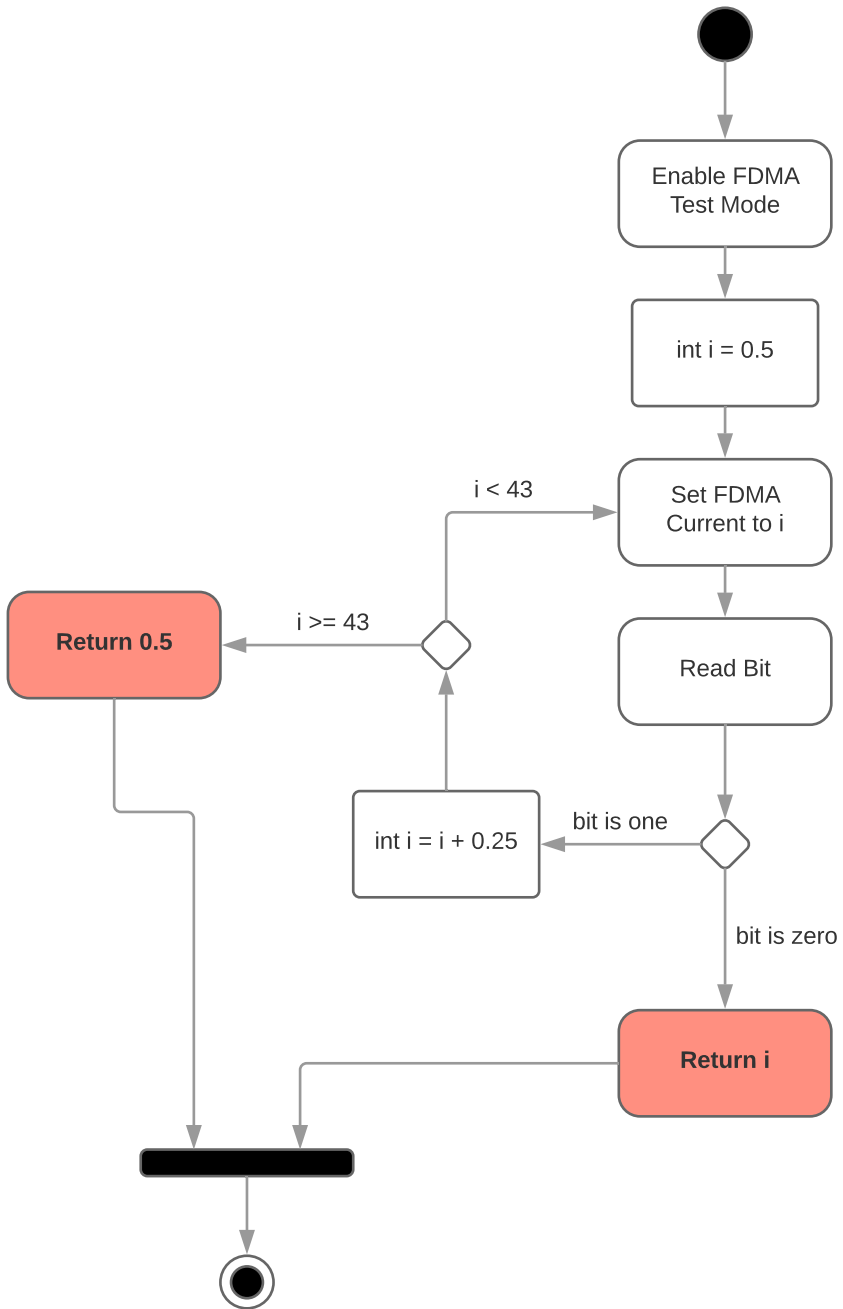 Enable FDMA
Test Mode
int i = 0.5
i < 43
Set FDMA
Current to i
i >= 43
Return 0.5
Read Bit
bit is one
int i = i + 0.25
bit is zero
Return i